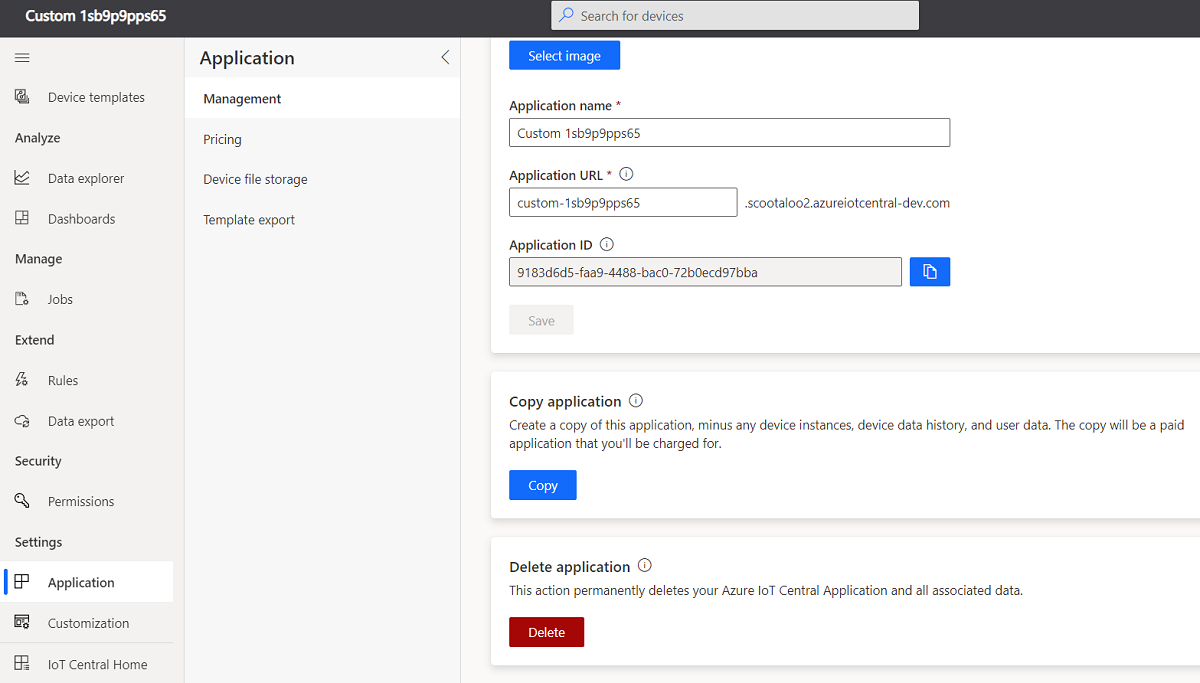 Custom 1sb9p9pps65
Search for devices
Device templates
Analyze
Data explorer
Dashboards
Manage
Jobs
Extend
Rules
Data export
Security
Permissions
Settings
Application
Customization
IoT Central Home
Application
Management
Pricing
Device file storage
Template export
Select image
Application name *
Custom 1sb9p9pps65
Application URL *
custom-1sb9p9pps65 .scootaloo2.azureiotcentral-dev.com
Application ID
9183d6d5-faa9-4488-bac0-72b0ecd97bba
Save
Copy application
Create a copy of this application, minus any device instances, device data history, and user data. The copy will be a paid
application that you'll be charged for.
Copy
Delete application
This action permanently deletes your Azure IoT Central Application and all associated data.
Delete